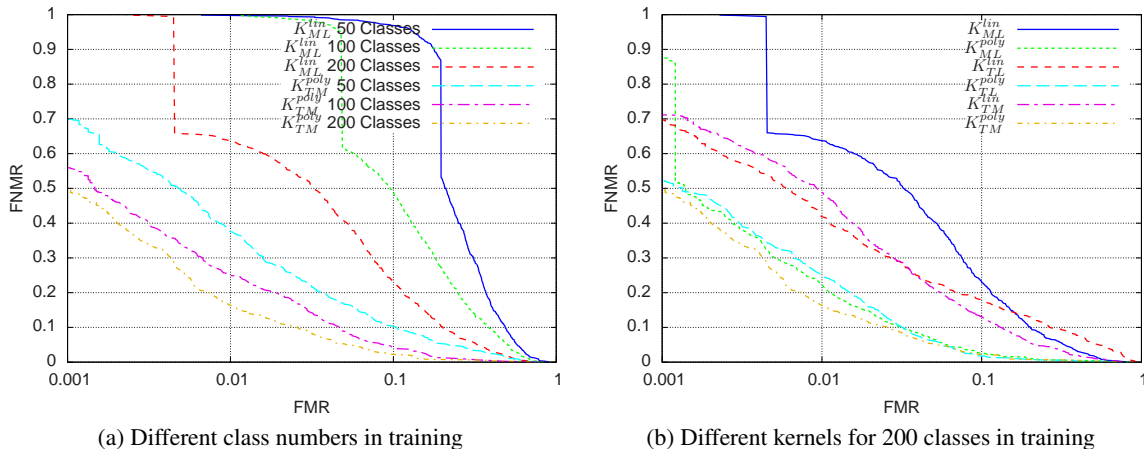 1
0.9
0.8
0.7
0.6
0.5
0.4
0.3
0.2
0.1
0
0.001
0.01
0.1
1
FNMR
FMR
K_{ML}^{lin} 50 Classes
K_{ML}^{lin} 100 Classes
K_{ML}^{lin} 200 Classes
K_{TM}^{poly} 50 Classes
K_{TM}^{poly} 100 Classes
K_{TM}^{poly} 200 Classes
(a) Different class numbers in training
1
0.9
0.8
0.7
0.6
0.5
0.4
0.3
0.2
0.1
0
0.001
0.01
0.1
1
FNMR
FMR
K_{ML}^{lin}
K_{ML}^{poly}
K_{TL}^{lin}
K_{TL}^{poly}
K_{TM}^{lin}
K_{TM}^{poly}
(b) Different kernels for 200 classes in training